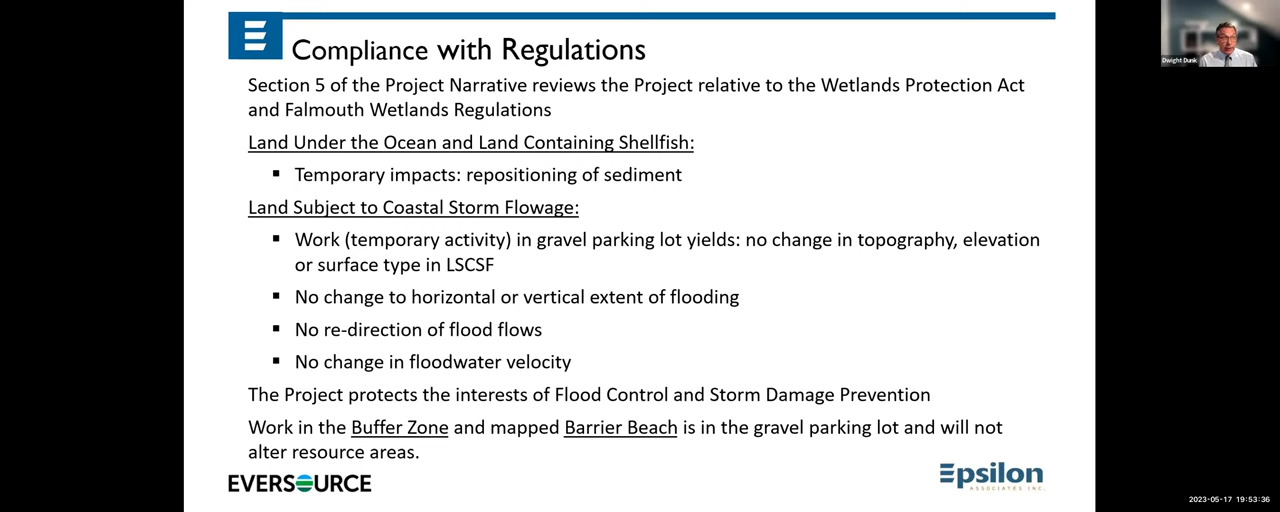 Compliance with Regulations
Section 5 of the Project Narrative reviews the Project relative to the Wetlands Protection Act
and Falmouth Wetlands Regulations
Land Under the Ocean and Land Containing Shellfish:
▪ Temporary impacts: repositioning of sediment
Land Subject to Coastal Storm Flowage:
▪ Work (temporary activity) in gravel parking lot yields: no change in topography, elevation
or surface type in LSCSF
▪ No change to horizontal or vertical extent of flooding
▪ No re-direction of flood flows
▪ No change in floodwater velocity
The Project protects the interests of Flood Control and Storm Damage Prevention
Work in the Buffer Zone and mapped Barrier Beach is in the gravel parking lot and will not
alter resource areas.
EVERSOURCE
Epsilon
ASSOCIATES INC.
Dwight Dunk
2023-05-17 19:53:36